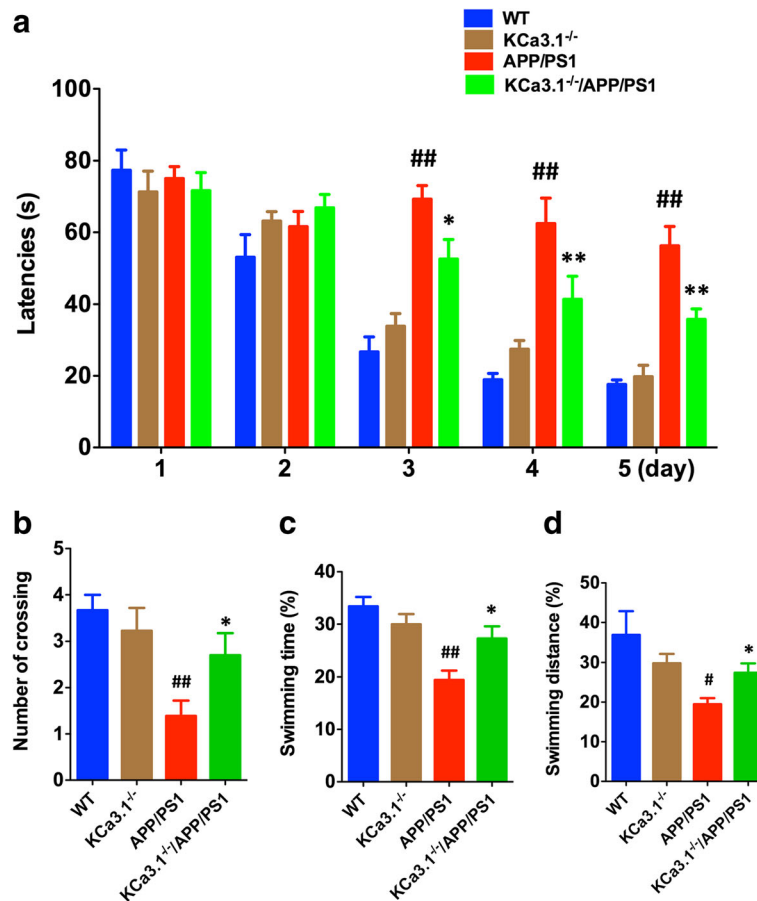 a
WT
KCa3.1-/-
APP/PS1
KCa3.1-/-/APP/PS1
Latencies (s)
100
80
60
40
20
0
##
*
##
**
##
**
1 2 3 4 5 (day)
b
Number of crossing
5
4
3
2
1
0
##
*
WT
KCa3.1-/-
APP/PS1
KCa3.1-/-/APP/PS1
c
Swimming time (%)
40
30
20
10
0
##
*
WT
KCa3.1-/-
APP/PS1
KCa3.1-/-/APP/PS1
d
Swimming distance (%)
50
40
30
20
10
0
#
*
WT
KCa3.1-/-
APP/PS1
KCa3.1-/-/APP/PS1